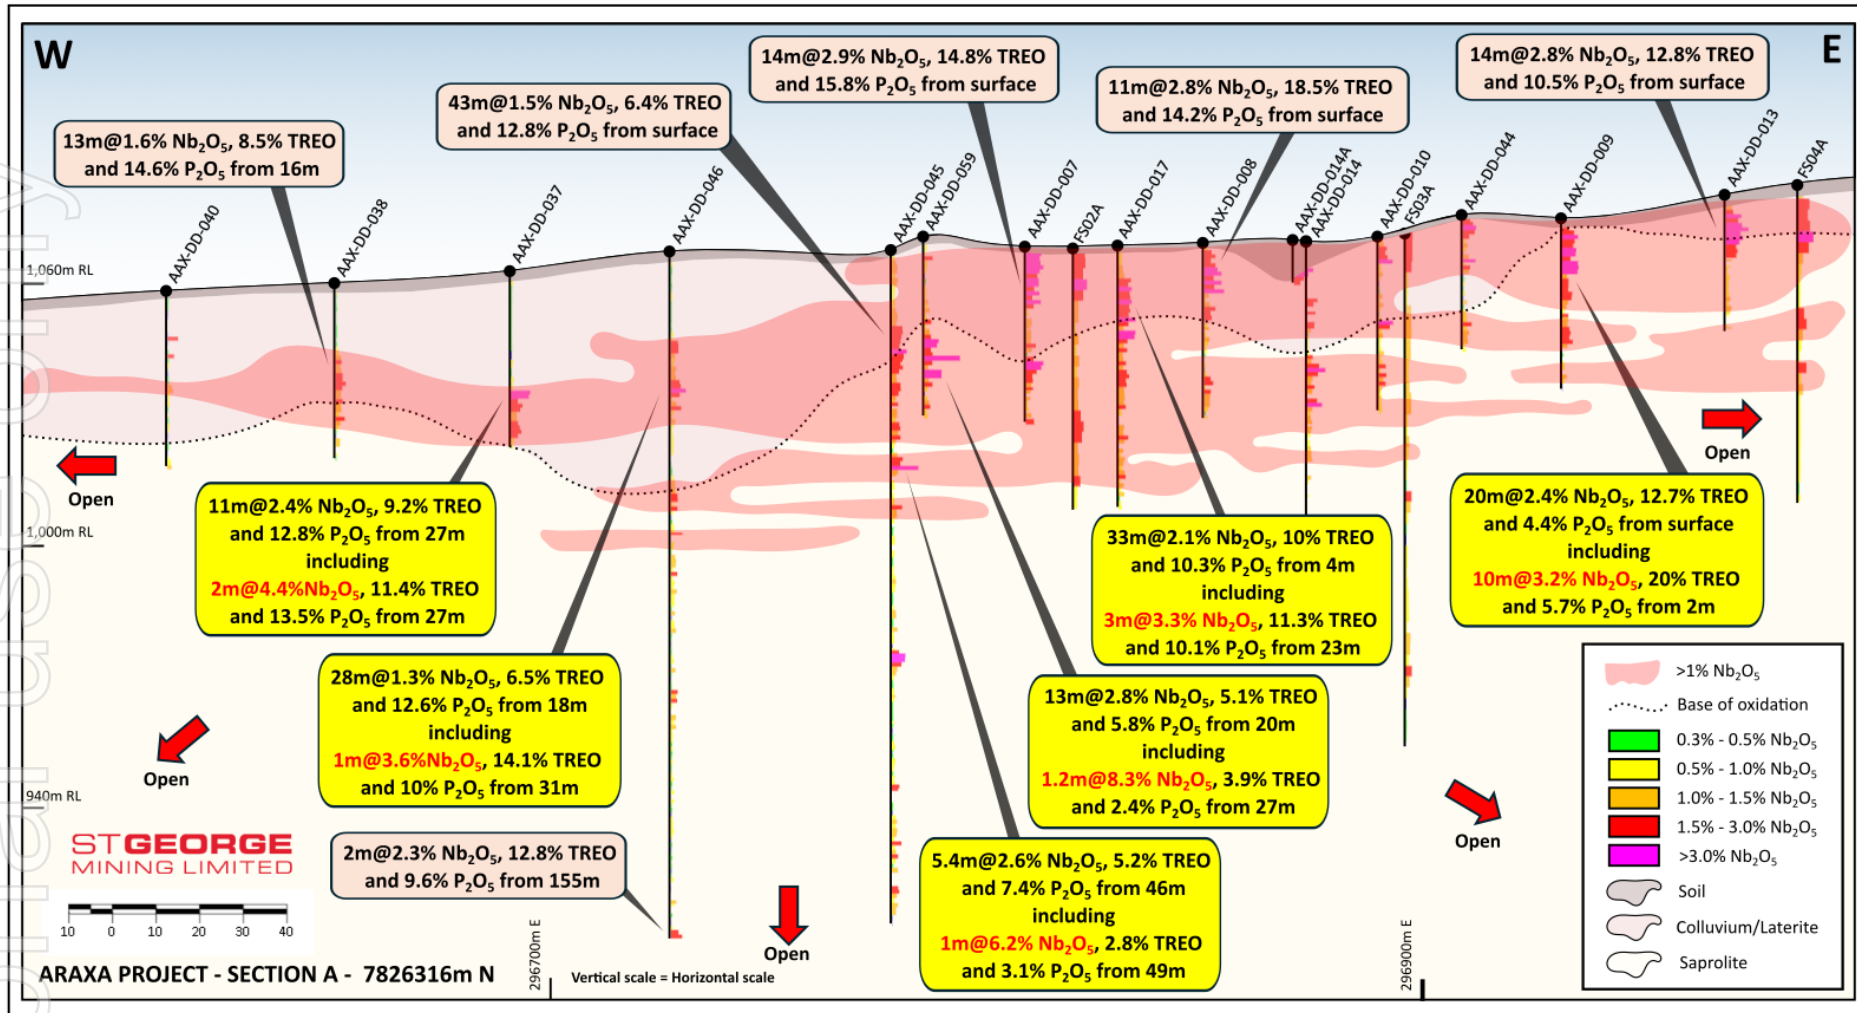 W
E
14m@2.9% Nb₂O₅, 14.8% TREO
and 15.8% P₂O₅ from surface
14m@2.8% Nb₂O₅, 12.8% TREO
and 10.5% P₂O₅ from surface
43m@1.5% Nb₂O₅, 6.4% TREO
and 12.8% P₂O₅ from surface
11m@2.8% Nb₂O₅, 18.5% TREO
and 14.2% P₂O₅ from surface
13m@1.6% Nb₂O₅, 8.5% TREO
and 14.6% P₂O₅ from 16m
AAX-DD-040
AAX-DD-038
AAX-DD-037
AAX-DD-046
AAX-DD-045
AAX-DD-059
AAX-DD-007
FS02A
AAX-DD-017
AAX-DD-008
AAX-DD-014A
AAX-DD-014
AAX-DD-010
FS03A
AAX-DD-044
AAX-DD-009
AAX-DD-013
FS04A
1,060m RL
1,000m RL
940m RL
Open
Open
Open
Open
Open
11m@2.4% Nb₂O₅, 9.2% TREO
and 12.8% P₂O₅ from 27m
including
2m@4.4%Nb₂O₅, 11.4% TREO
and 13.5% P₂O₅ from 27m
28m@1.3% Nb₂O₅, 6.5% TREO
and 12.6% P₂O₅ from 18m
including
1m@3.6%Nb₂O₅, 14.1% TREO
and 10% P₂O₅ from 31m
2m@2.3% Nb₂O₅, 12.8% TREO
and 9.6% P₂O₅ from 155m
33m@2.1% Nb₂O₅, 10% TREO
and 10.3% P₂O₅ from 4m
including
3m@3.3% Nb₂O₅, 11.3% TREO
and 10.1% P₂O₅ from 23m
20m@2.4% Nb₂O₅, 12.7% TREO
and 4.4% P₂O₅ from surface
including
10m@3.2% Nb₂O₅, 20% TREO
and 5.7% P₂O₅ from 2m
13m@2.8% Nb₂O₅, 5.1% TREO
and 5.8% P₂O₅ from 20m
including
1.2m@8.3% Nb₂O₅, 3.9% TREO
and 2.4% P₂O₅ from 27m
5.4m@2.6% Nb₂O₅, 5.2% TREO
and 7.4% P₂O₅ from 46m
including
1m@6.2% Nb₂O₅, 2.8% TREO
and 3.1% P₂O₅ from 49m
>1% Nb₂O₅
Base of oxidation
0.3% - 0.5% Nb₂O₅
0.5% - 1.0% Nb₂O₅
1.0% - 1.5% Nb₂O₅
1.5% - 3.0% Nb₂O₅
>3.0% Nb₂O₅
Soil
Colluvium/Laterite
Saprolite
STGEORGE
MINING LIMITED
10 0 10 20 30 40
ARAXA PROJECT - SECTION A - 7826316m N
296700m E
Vertical scale = Horizontal scale
296900m E